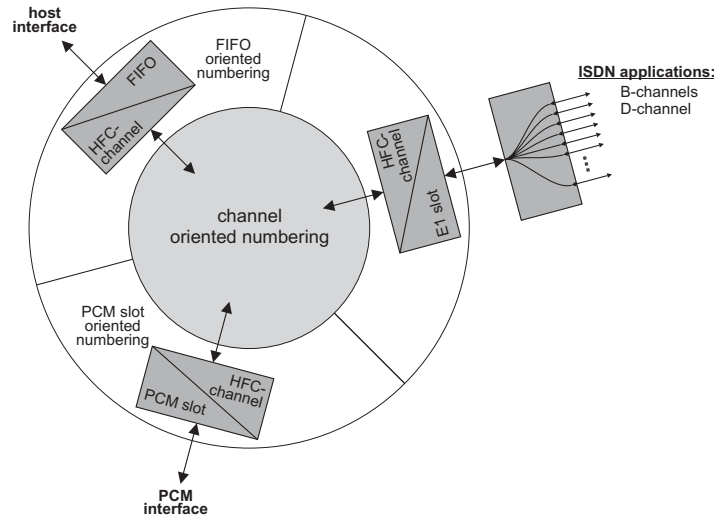 host
interface
FIFO
oriented
numbering
FIFO
HFC-
channel
ISDN applications:
B-channels
D-channel
HFC-
channel
E1 slot
channel
oriented numbering
PCM slot
oriented
numbering
HFC-
channel
PCM slot
PCM
interface